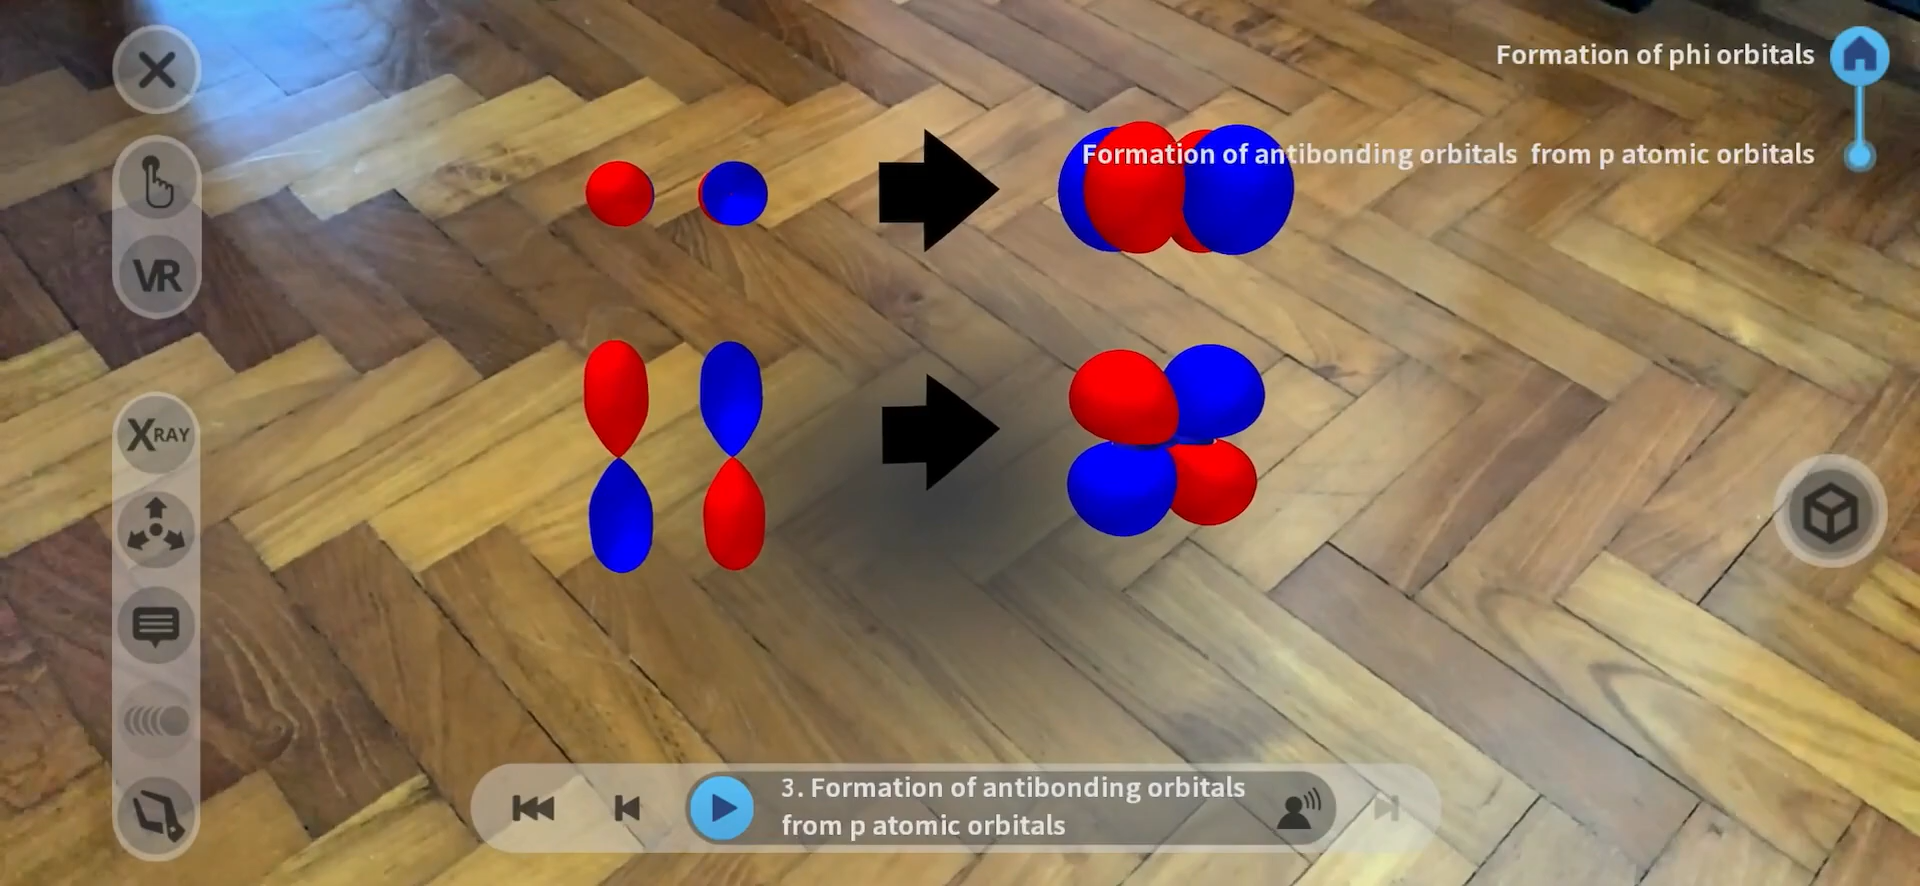 Formation of phi orbitals
Formation of antibonding orbitals from p atomic orbitals
VR
XRAY
3. Formation of antibonding orbitals
from p atomic orbitals